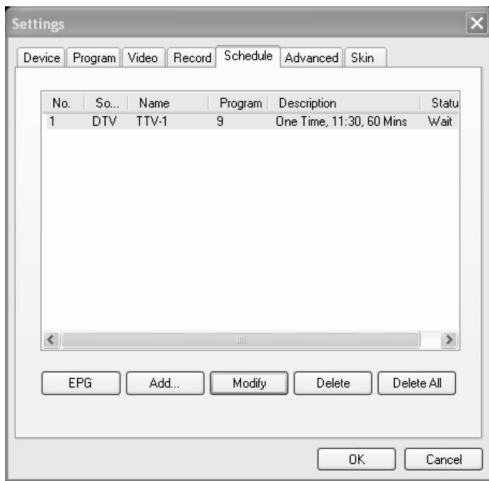 Settings
Device Program Video Record Schedule Advanced Skin
No. So... Name Program Description Statu
1 DTV TTV-1 9 One Time, 11:30, 60 Mins Wait
EPG Add... Modify Delete Delete All
OK Cancel